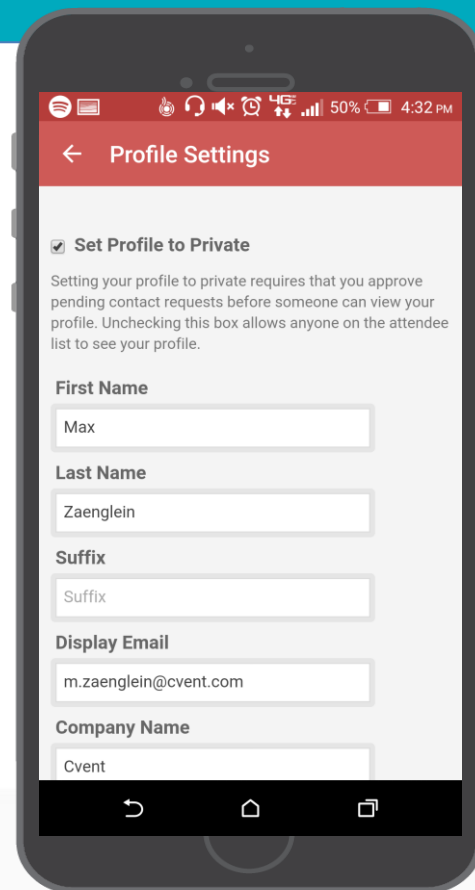 4G
50% 4:32 PM
Profile Settings
Set Profile to Private
Setting your profile to private requires that you approve
pending contact requests before someone can view your
profile. Unchecking this box allows anyone on the attendee
list to see your profile.
First Name
Max
Last Name
Zaenglein
Suffix
Suffix
Display Email
m.zaenglein@cvent.com
Company Name
Cvent